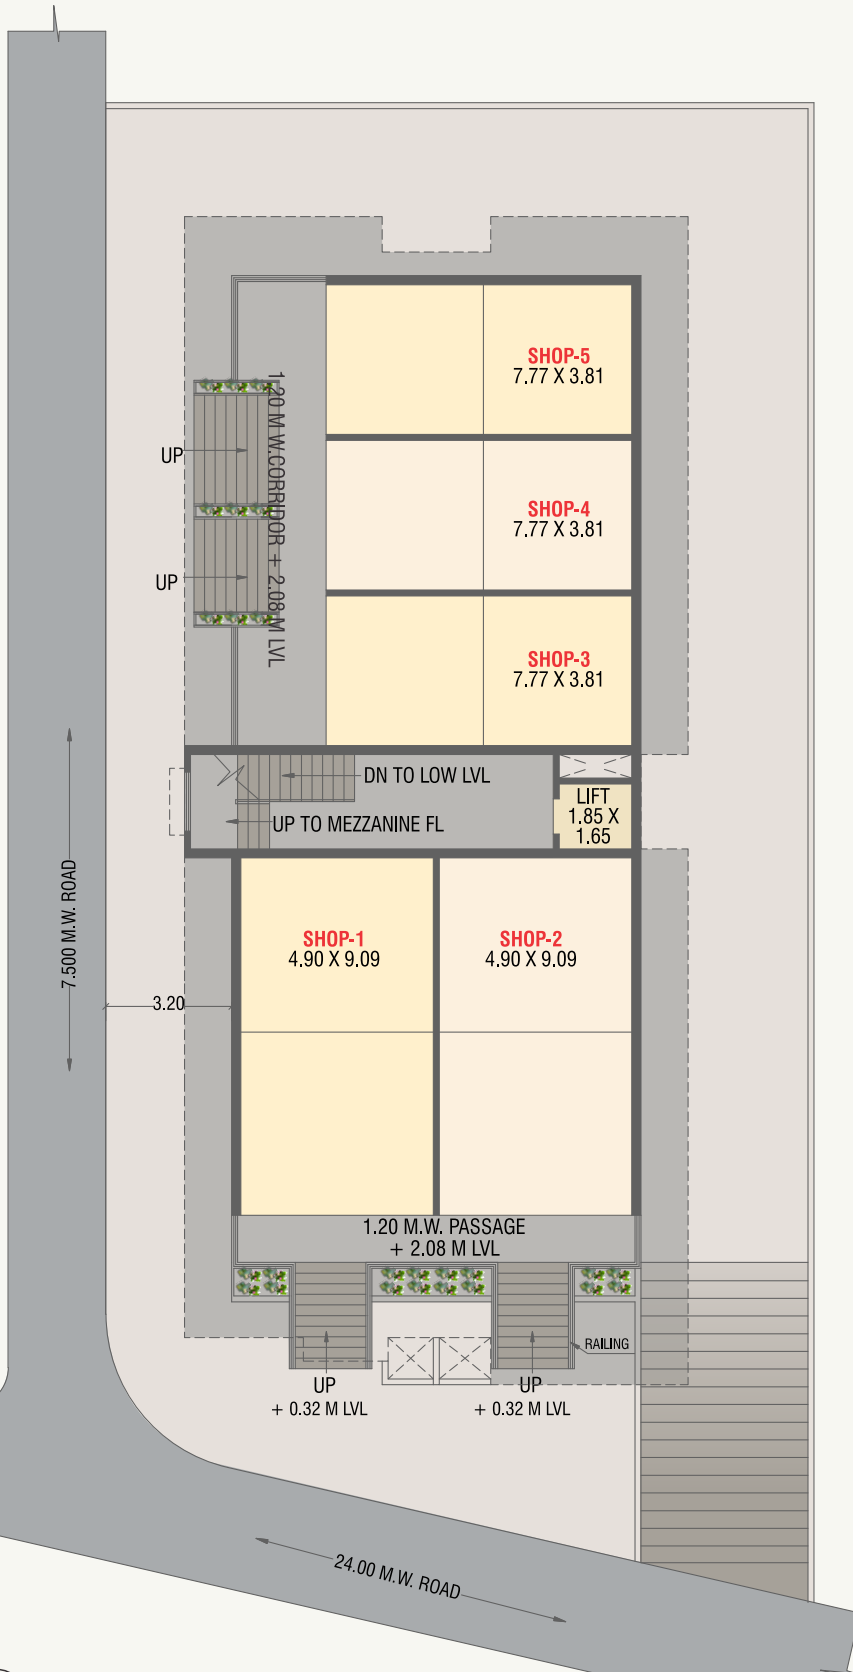 SHOP-5
7.77 X 3.81
1.20 M.W.CORRIDOR + 2.08 M LVL
UP
SHOP-4
7.77 X 3.81
UP
SHOP-3
7.77 X 3.81
DN TO LOW LVL
UP TO MEZZANINE FL
LIFT
1.85 X
1.65
7.500 M.W. ROAD
SHOP-1
4.90 X 9.09
SHOP-2
4.90 X 9.09
3.20
1.20 M.W. PASSAGE
+ 2.08 M LVL
RAILING
UP
+ 0.32 M LVL
UP
+ 0.32 M LVL
24.00 M.W. ROAD